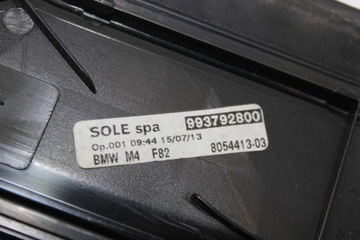 SOLE spa 993792800
Op.001 09:44 15/07/13
BMW M4 F82 8054413-03